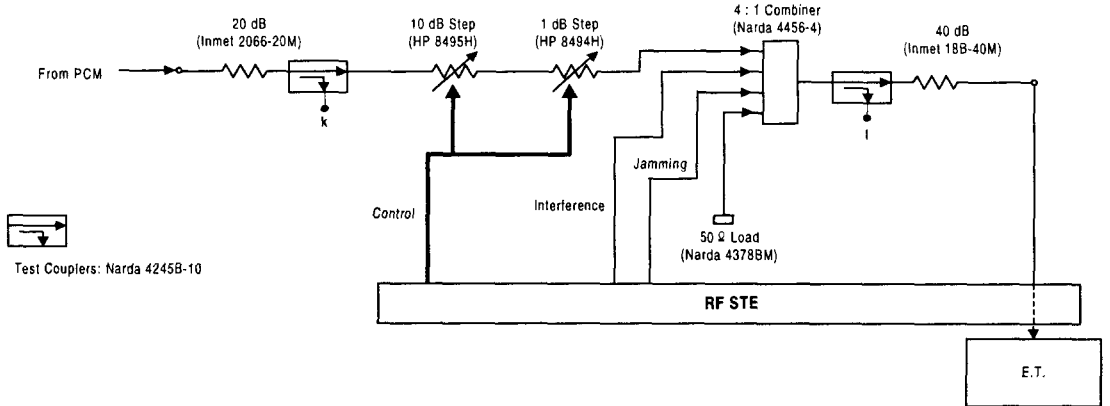 20 dB
(Inmet 2066-20M)
10 dB Step
(HP 8495H)
1 dB Step
(HP 8494H)
4 : 1 Combiner
(Narda 4456-4)
40 dB
(Inmet 18B-40M)
From PCM
k
l
Jamming
Interference
Control
50 Ω Load
(Narda 4378BM)
Test Couplers: Narda 4245B-10
RF STE
E.T.